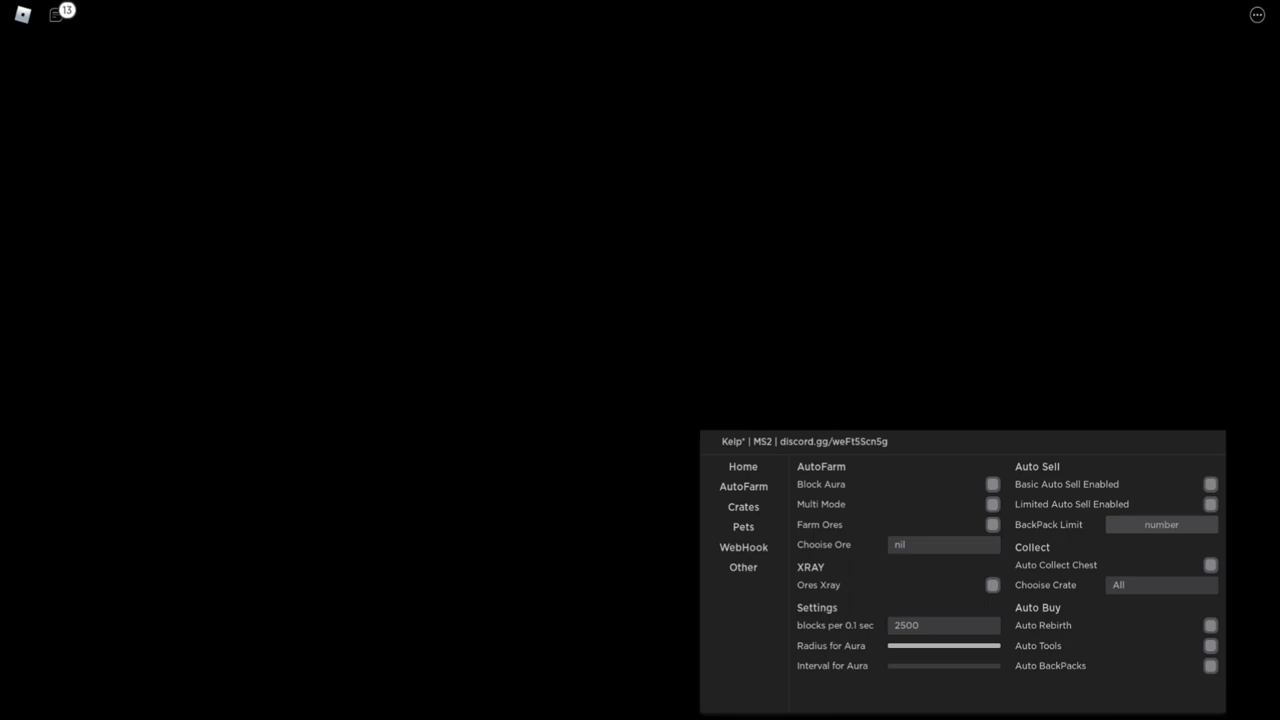 13
Kelp* | MS2 | discord.gg/weFt5Scn5g
Home
AutoFarm
Crates
Pets
WebHook
Other
AutoFarm
Block Aura
Multi Mode
Farm Ores
Chooise Ore nil
XRAY
Ores Xray
Settings
blocks per 0.1 sec 2500
Radius for Aura
Interval for Aura
Auto Sell
Basic Auto Sell Enabled
Limited Auto Sell Enabled
BackPack Limit number
Collect
Auto Collect Chest
Chooise Crate All
Auto Buy
Auto Rebirth
Auto Tools
Auto BackPacks